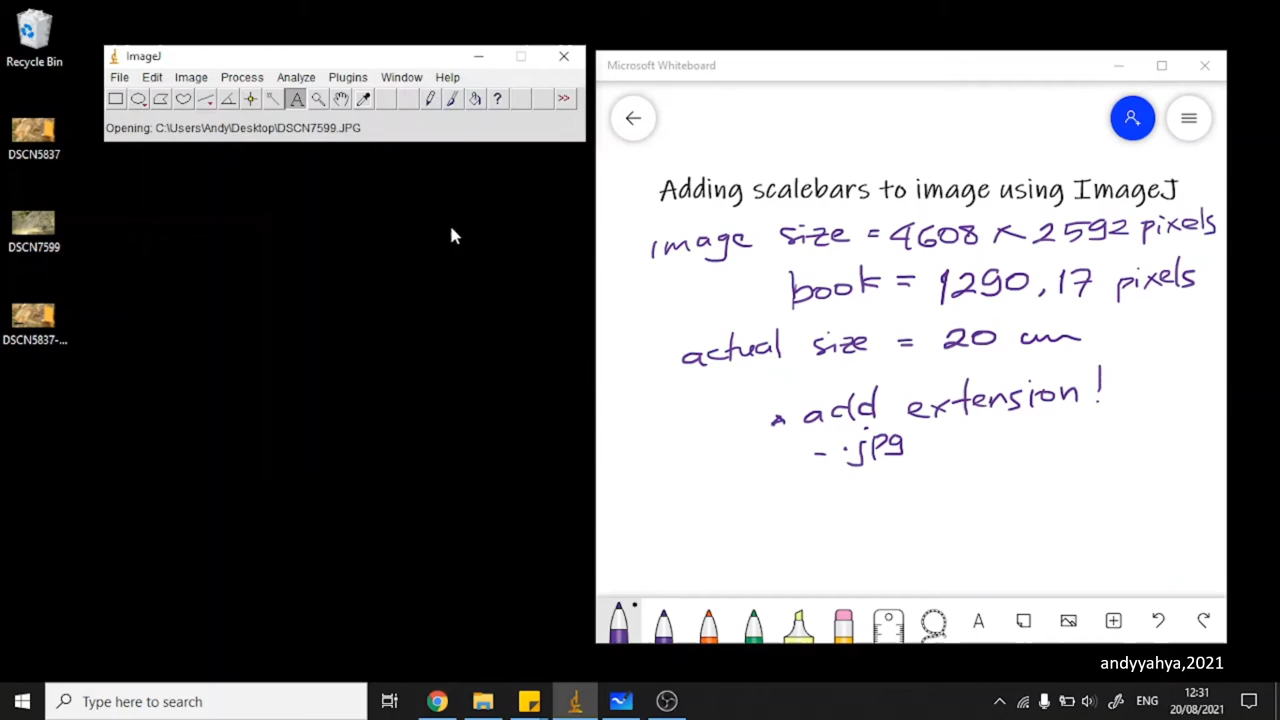 Recycle Bin
DSCN5837
DSCN7599
DSCN5837-...
ImageJ
File Edit Image Process Analyze Plugins Window Help
A ? >>
Opening: C:\Users\Andy\Desktop\DSCN7599.JPG
Microsoft Whiteboard
Adding scalebars to image using ImageJ
image size = 4608 × 2592 pixels
book = 1290,17 pixels
actual size = 20 cm
* add extension!
- .jpg
A
andyyahya,2021
Type here to search
ENG
12:31
20/08/2021